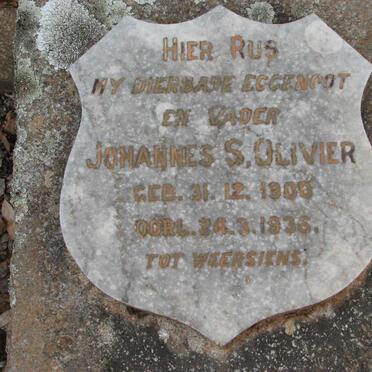 HIER RUS
MY DIERBARE EGGENOOT
EN VADER
JOHANNES S. OLIVIER
GEB. 31. 12. 1900
OORL. 24. 3. 1936.
TOT WEERSIENS.